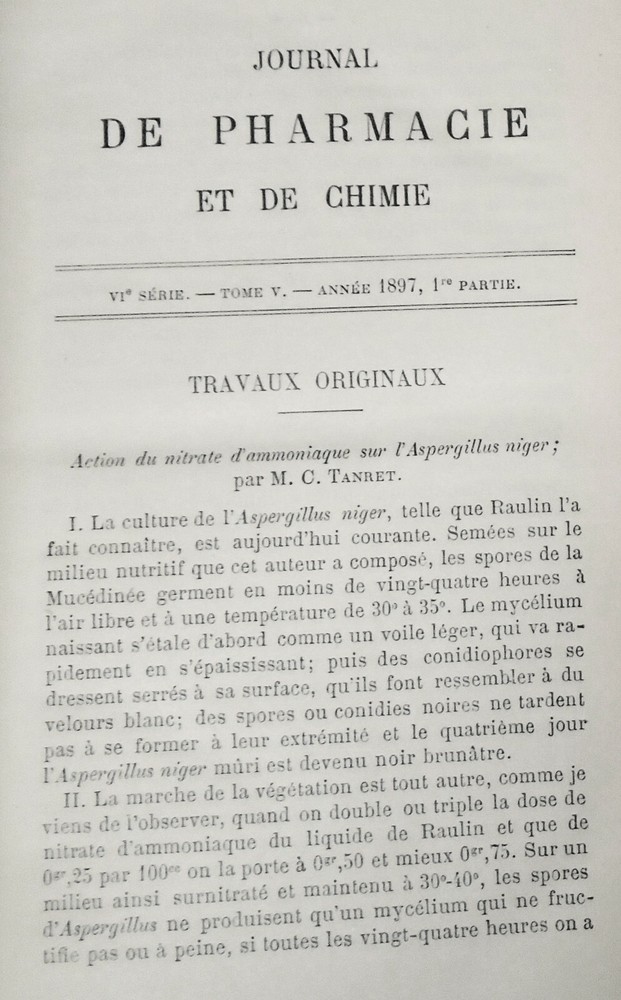 JOURNAL
DE PHARMACIE
ET DE CHIMIE
VIe SÉRIE. — TOME V. — ANNÉE 1897, 1re PARTIE.
TRAVAUX ORIGINAUX
Action du nitrate d'ammoniaque sur l'Aspergillus niger;
par M. C. TANRET.
I. La culture de l'Aspergillus niger, telle que Raulin l'a
fait connaître, est aujourd'hui courante. Semées sur le
milieu nutritif que cet auteur a composé, les spores de la
Mucédinée germent en moins de vingt-quatre heures à
l'air libre et à une température de 30° à 35°. Le mycélium
naissant s'étale d'abord comme un voile léger, qui va ra-
pidement en s'épaississant; puis des conidiophores se
dressent serrés à sa surface, qu'ils font ressembler à du
velours blanc; des spores ou conidies noires ne tardent
pas à se former à leur extrémité et le quatrième jour
l'Aspergillus niger mûri est devenu noir brunâtre.
II. La marche de la végétation est tout autre, comme je
viens de l'observer, quand on double ou triple la dose de
nitrate d'ammoniaque du liquide de Raulin et que de
0gr,25 par 100cc on la porte à 0gr,50 et mieux 0gr,75. Sur un
milieu ainsi surnitraté et maintenu à 30°-40°, les spores
d'Aspergillus ne produisent qu'un mycélium qui ne fruc-
tifie pas ou à peine, si toutes les vingt-quatre heures on a